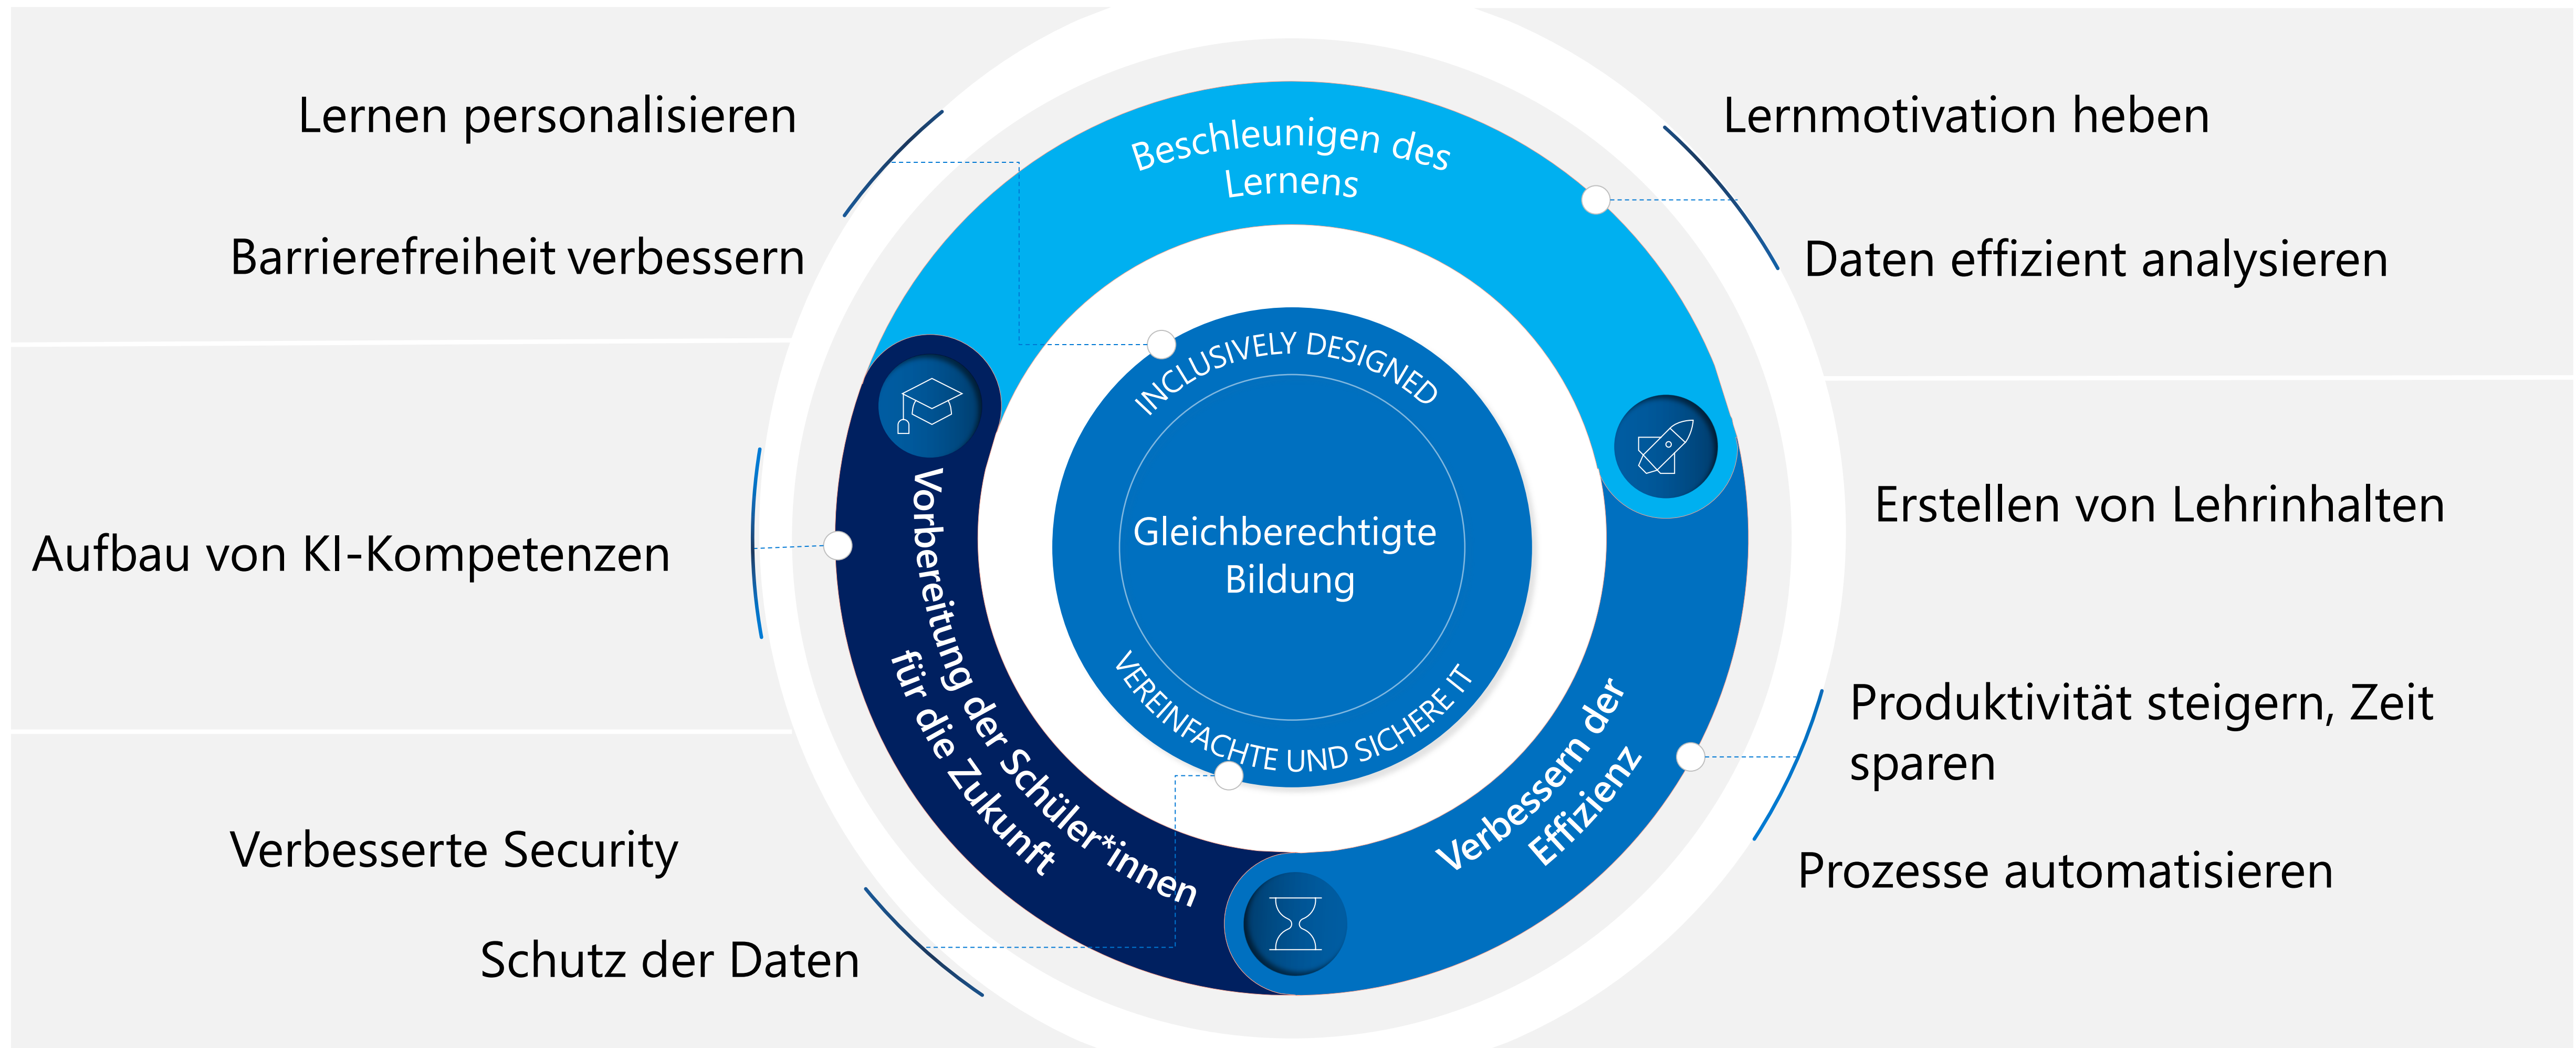 Lernen personalisieren
Barrierefreiheit verbessern
Aufbau von KI-Kompetenzen
Verbesserte Security
Schutz der Daten
Beschleunigen des
Lernens
INCLUSIVELY DESIGNED
Gleichberechtigte
Bildung
VEREINFACHTE UND SICHERE IT
Vorbereitung der Schüler*innen
für die Zukunft
Verbessern der
Effizienz
Lernmotivation heben
Daten effizient analysieren
Erstellen von Lehrinhalten
Produktivität steigern, Zeit
sparen
Prozesse automatisieren